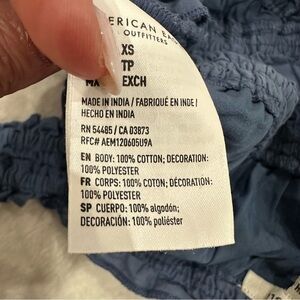 ERICAN EA
OUTFITTERS
XS
TP
MX EXCH
MADE IN INDIA / FABRIQUÉ EN INDE /
HECHO EN INDIA
RN 54485 / CA 03873
RFC# AEM120605U9A
EN BODY: 100% COTTON; DECORATION:
100% POLYESTER
FR CORPS: 100% COTON; DÉCORATION:
100% POLYESTER
SP CUERPO: 100% algodón;
DECORACIÓN: 100% poliéster